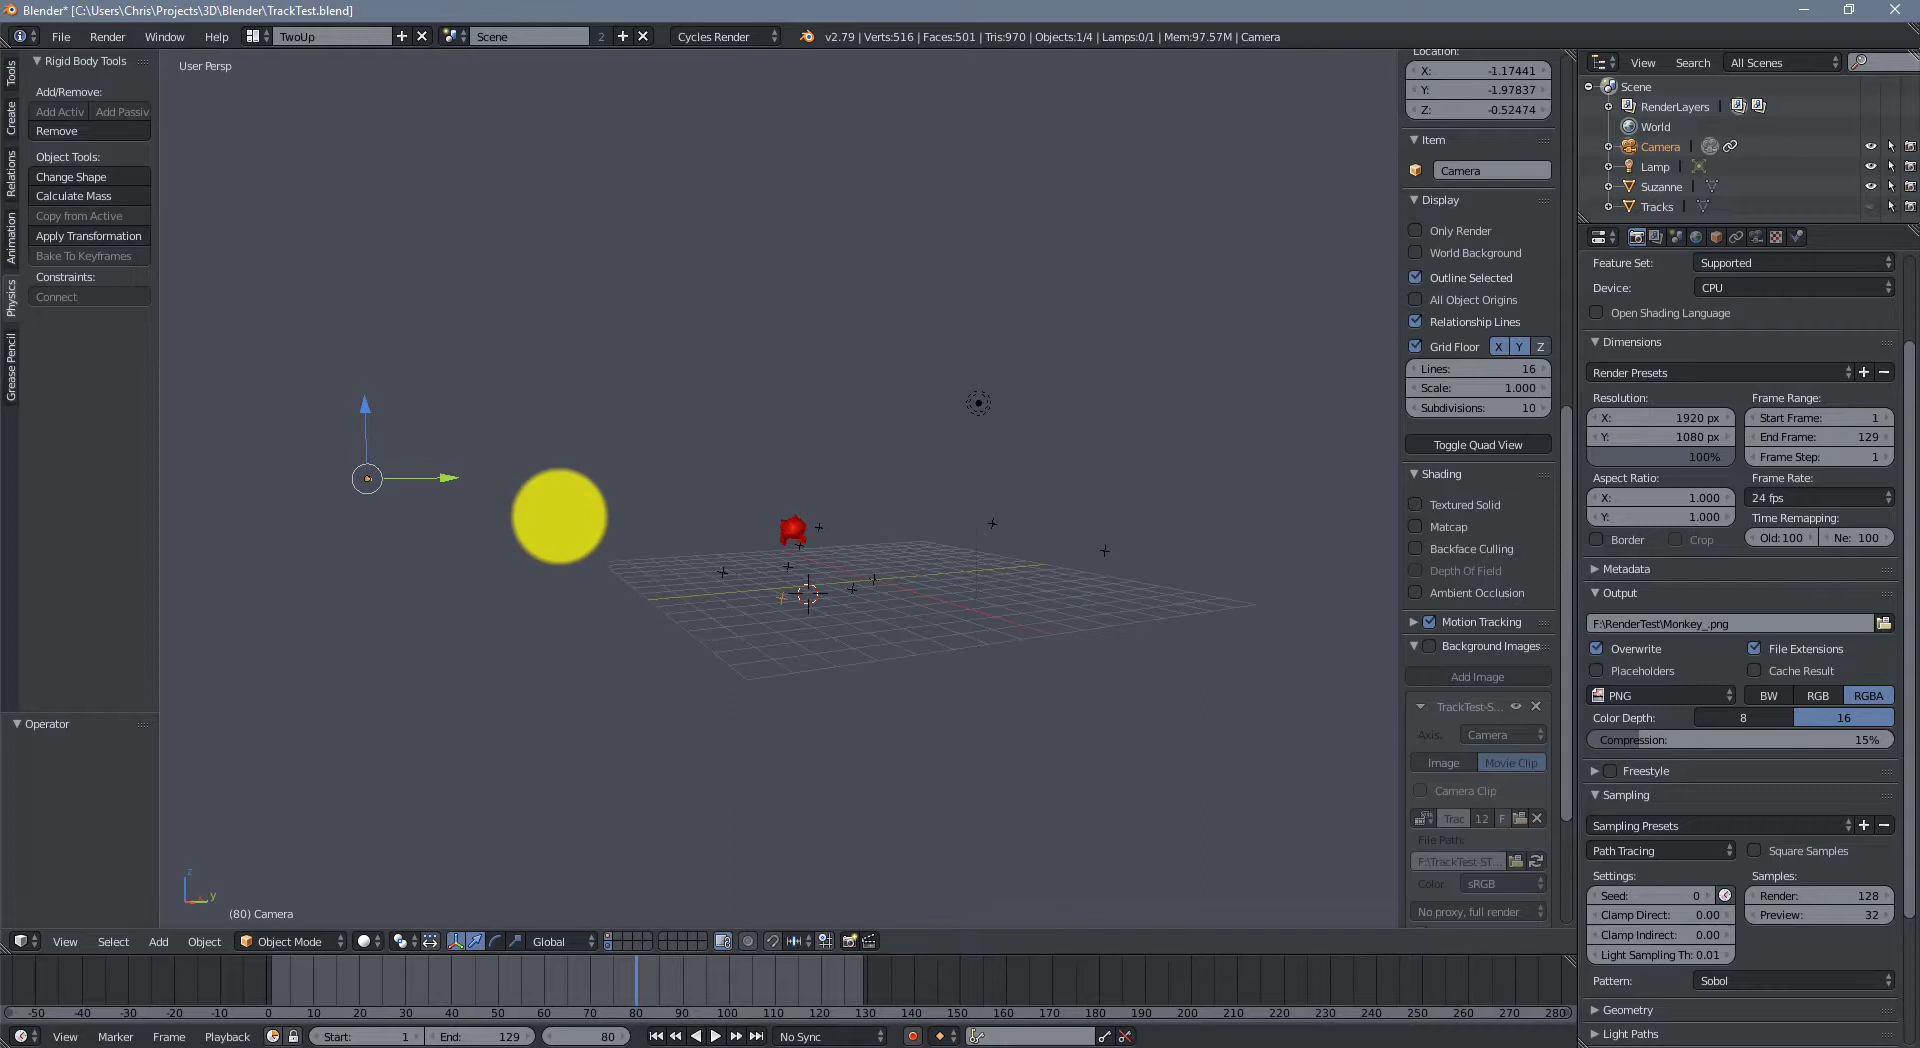 Blender* [C:\Users\Chris\Projects\3D\Blender\TrackTest.blend]
File Render Window Help TwoUp Scene 2 Cycles Render v2.79 | Verts:516 | Faces:501 | Tris:970 | Objects:1/4 | Lamps:0/1 | Mem:97.57M | Camera
Tools
Create
Relations
Animation
Physics
Grease Pencil
Rigid Body Tools
Add/Remove:
Add Activ Add Passiv
Remove
Object Tools:
Change Shape
Calculate Mass
Copy from Active
Apply Transformation
Bake To Keyframes
Constraints:
Connect
Operator
User Persp
z
y
(80) Camera
Location:
X: -1.17441
Y: -1.97837
Z: -0.52474
Item
Camera
Display
Only Render
World Background
Outline Selected
All Object Origins
Relationship Lines
Grid Floor X Y Z
Lines: 16
Scale: 1.000
Subdivisions: 10
Toggle Quad View
Shading
Textured Solid
Matcap
Backface Culling
Depth Of Field
Ambient Occlusion
Motion Tracking
Background Images
Add Image
TrackTest-S...
Axis: Camera
Image Movie Clip
Camera Clip
Trac 12 F
File Path:
F:\TrackTest-ST...
Color sRGB
No proxy, full render
View Search All Scenes
Scene
RenderLayers
World
Camera
Lamp
Suzanne
Tracks
Feature Set: Supported
Device: CPU
Open Shading Language
Dimensions
Render Presets
Resolution: Frame Range:
X: 1920 px Start Frame: 1
Y: 1080 px End Frame: 129
100% Frame Step: 1
Aspect Ratio: Frame Rate:
X: 1.000 24 fps
Y: 1.000 Time Remapping:
Border Crop Old:100 Ne: 100
Metadata
Output
F:\RenderTest\Monkey_.png
Overwrite File Extensions
Placeholders Cache Result
PNG BW RGB RGBA
Color Depth: 8 16
Compression: 15%
Freestyle
Sampling
Sampling Presets
Path Tracing Square Samples
Settings: Samples:
Seed: 0 Render: 128
Clamp Direct: 0.00 Preview: 32
Clamp Indirect: 0.00
Light Sampling Th: 0.01
Pattern: Sobol
Geometry
Light Paths
View Select Add Object Object Mode Global
-50 -40 -30 -20 -10 0 10 20 30 40 50 60 70 80 90 100 110 120 130 140 150 160 170 180 190 200 210 220 230 240 250 260 270 280
View Marker Frame Playback Start: 1 End: 129 80 No Sync